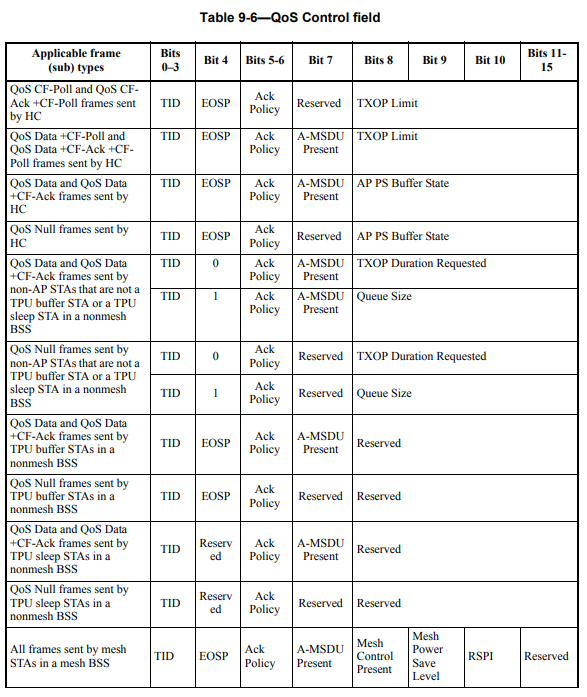 Table 9-6—QoS Control field
Applicable frame
(sub) types
Bits
0–3
Bit 4
Bits 5-6
Bit 7
Bits 8
Bit 9
Bit 10
Bits 11-
15
QoS CF-Poll and QoS CF-
Ack +CF-Poll frames sent
by HC
TID
EOSP
Ack
Policy
Reserved
TXOP Limit
QoS Data +CF-Poll and
QoS Data +CF-Ack +CF-
Poll frames sent by HC
TID
EOSP
Ack
Policy
A-MSDU
Present
TXOP Limit
QoS Data and QoS Data
+CF-Ack frames sent by
HC
TID
EOSP
Ack
Policy
A-MSDU
Present
AP PS Buffer State
QoS Null frames sent by
HC
TID
EOSP
Ack
Policy
Reserved
AP PS Buffer State
QoS Data and QoS Data
+CF-Ack frames sent by
non-AP STAs that are not a
TPU buffer STA or a TPU
sleep STA in a nonmesh
BSS
TID
0
Ack
Policy
A-MSDU
Present
TXOP Duration Requested
TID
1
Ack
Policy
A-MSDU
Present
Queue Size
QoS Null frames sent by
non-AP STAs that are not a
TPU buffer STA or a TPU
sleep STA in a nonmesh
BSS
TID
0
Ack
Policy
Reserved
TXOP Duration Requested
TID
1
Ack
Policy
Reserved
Queue Size
QoS Data and QoS Data
+CF-Ack frames sent by
TPU buffer STAs in a
nonmesh BSS
TID
EOSP
Ack
Policy
A-MSDU
Present
Reserved
QoS Null frames sent by
TPU buffer STAs in a
nonmesh BSS
TID
EOSP
Ack
Policy
Reserved
Reserved
QoS Data and QoS Data
+CF-Ack frames sent by
TPU sleep STAs in a
nonmesh BSS
TID
Reserv
ed
Ack
Policy
A-MSDU
Present
Reserved
QoS Null frames sent by
TPU sleep STAs in a
nonmesh BSS
TID
Reserv
ed
Ack
Policy
Reserved
Reserved
All frames sent by mesh
STAs in a mesh BSS
TID
EOSP
Ack
Policy
A-MSDU
Present
Mesh
Control
Present
Mesh
Power
Save
Level
RSPI
Reserved